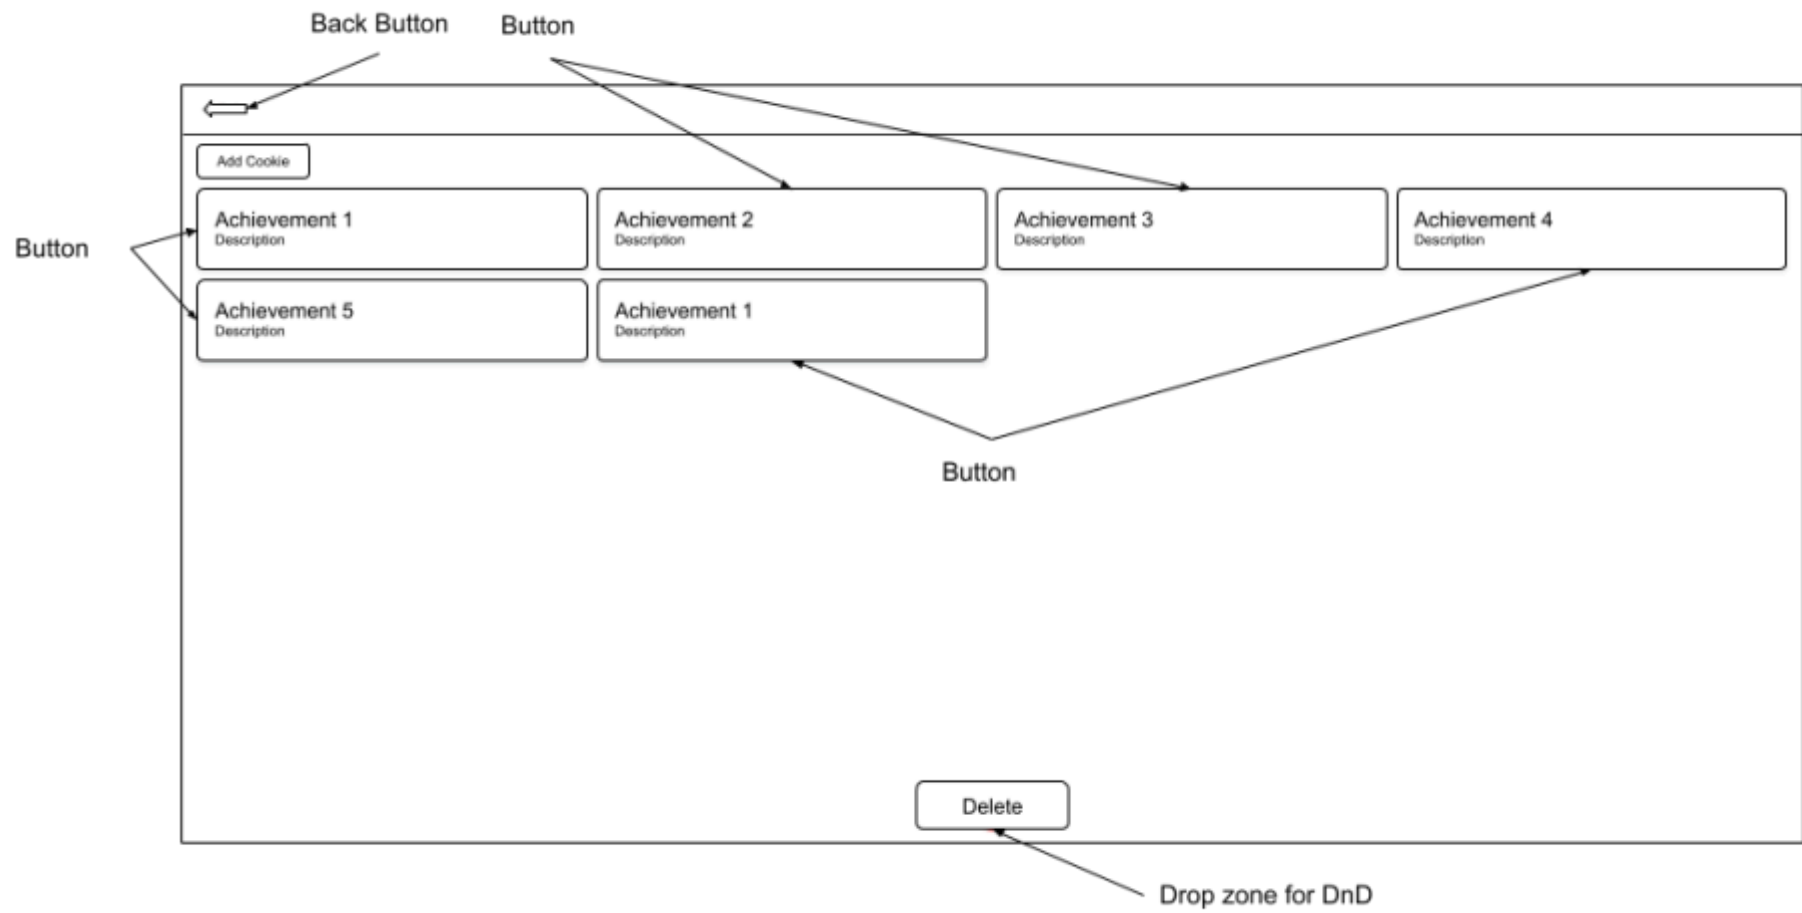 Back Button
Button
Add Cookie
Achievement 1
Description
Achievement 2
Description
Achievement 3
Description
Achievement 4
Description
Button
Achievement 5
Description
Achievement 1
Description
Button
Delete
Drop zone for DnD